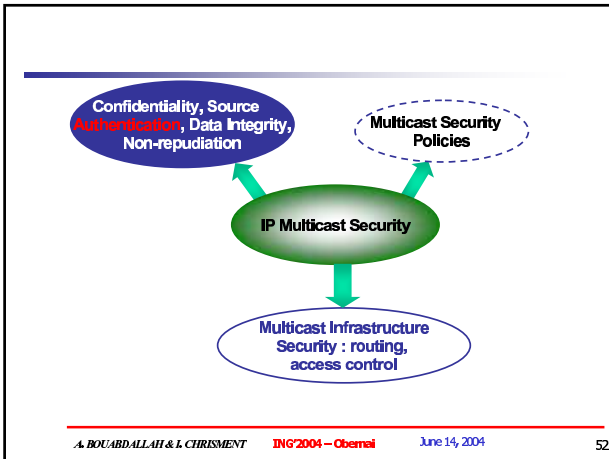 Confidentiality, Source
Authentication, Data Integrity,
Non-repudiation
Multicast Security
Policies
IP Multicast Security
Multicast Infrastructure
Security : routing,
access control
A. BOUABDALLAH & I. CHRISMENT ING'2004 – Obernai June 14, 2004 52